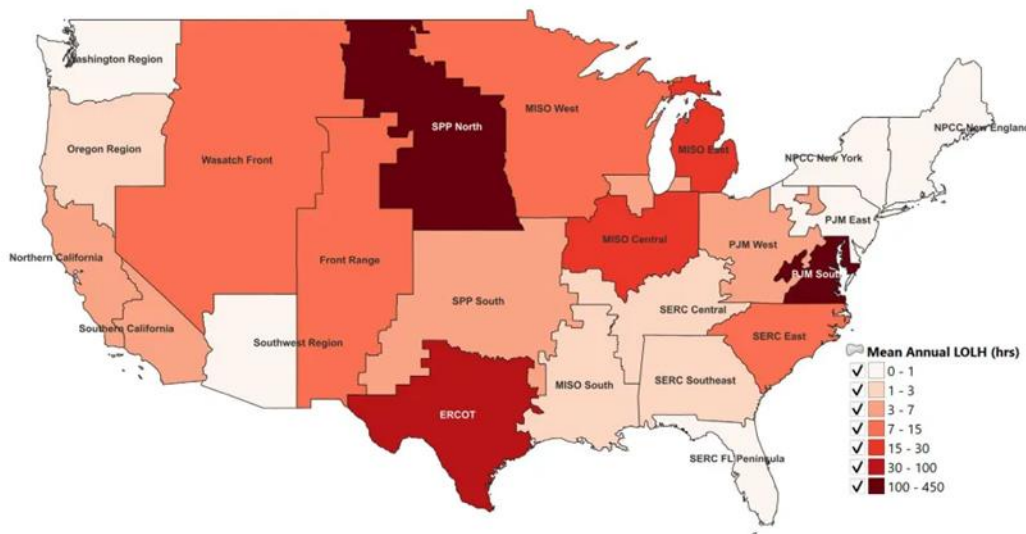 Washington Region
MISO West
SPP North
NPCC New England
Oregon Region
MISO East
NPCC New York
Wasatch Front
PJM East
MISO Central
PJM West
Northern California
Front Range
PJM South
SPP South
SERC Central
Southern California
Southwest Region
SERC East
Mean Annual LOLH (hrs)
0 - 1
MISO South
SERC Southeast
1 - 3
3 - 7
ERCOT
7 - 15
15 - 30
SERC FL Peninsula
30 - 100
100 - 450